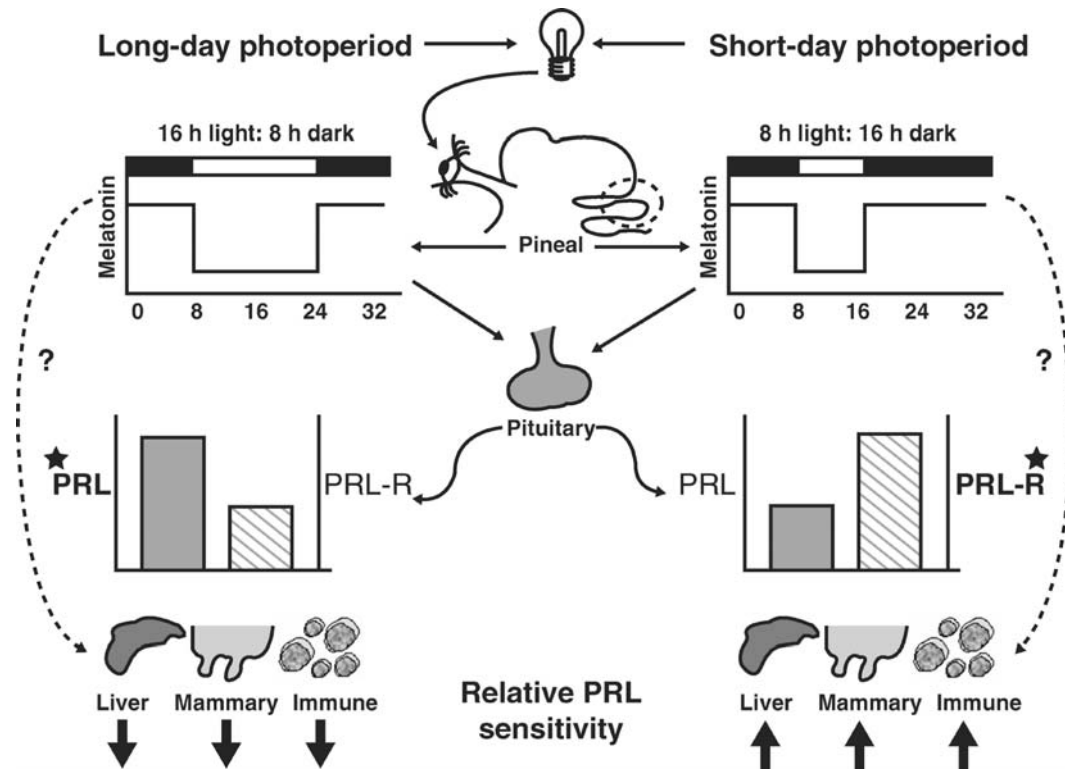 Long-day photoperiod
Short-day photoperiod
16 h light: 8 h dark
8 h light: 16 h dark
Melatonin
0 8 16 24 32
Pineal
Melatonin
0 8 16 24 32
?
?
Pituitary
PRL
PRL-R
PRL
PRL-R
Liver Mammary Immune
Relative PRL
sensitivity
Liver Mammary Immune